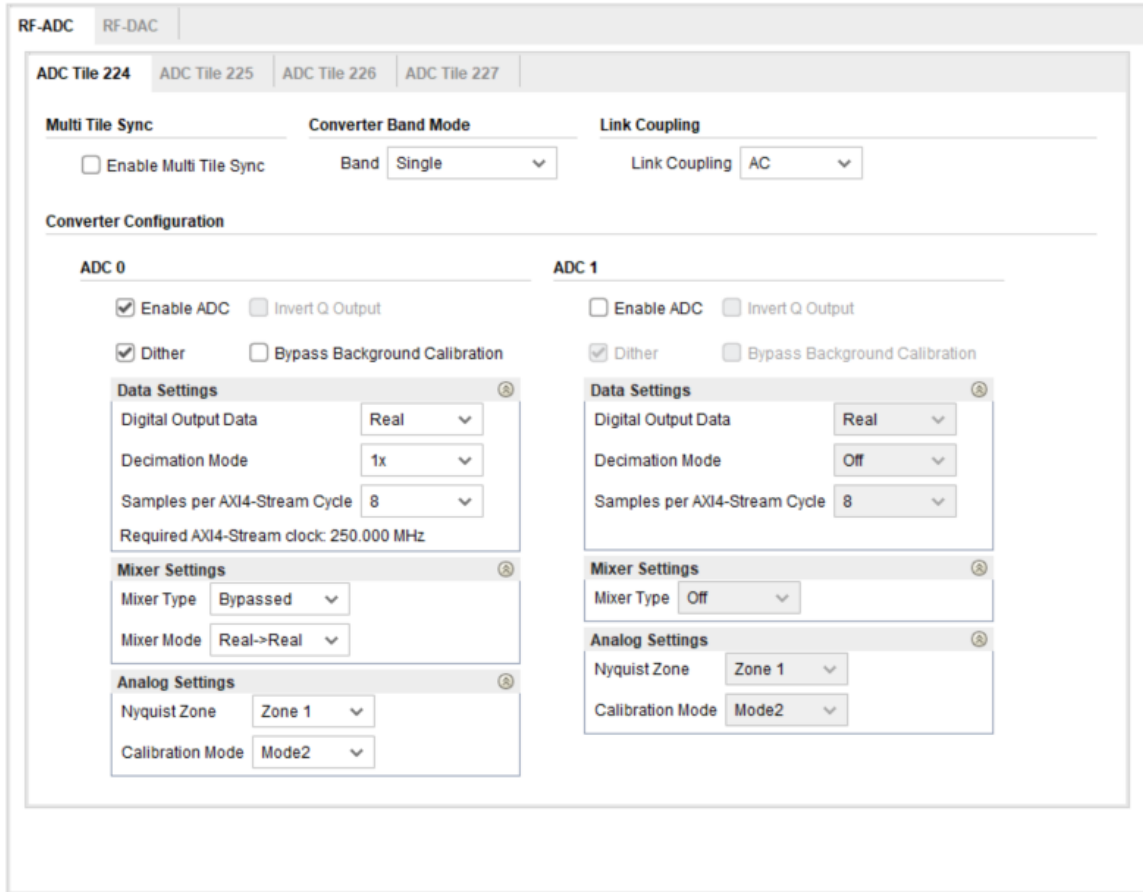 RF-ADC RF-DAC
ADC Tile 224 ADC Tile 225 ADC Tile 226 ADC Tile 227
Multi Tile Sync Converter Band Mode Link Coupling
Enable Multi Tile Sync Band Single Link Coupling AC
Converter Configuration
ADC 0 ADC 1
Enable ADC Invert Q Output Enable ADC Invert Q Output
Dither Bypass Background Calibration Dither Bypass Background Calibration
Data Settings Data Settings
Digital Output Data Real Digital Output Data Real
Decimation Mode 1x Decimation Mode Off
Samples per AXI4-Stream Cycle 8 Samples per AXI4-Stream Cycle 8
Required AXI4-Stream clock: 250.000 MHz
Mixer Settings Mixer Settings
Mixer Type Bypassed Mixer Type Off
Mixer Mode Real->Real Analog Settings
Analog Settings Nyquist Zone Zone 1
Nyquist Zone Zone 1 Calibration Mode Mode2
Calibration Mode Mode2